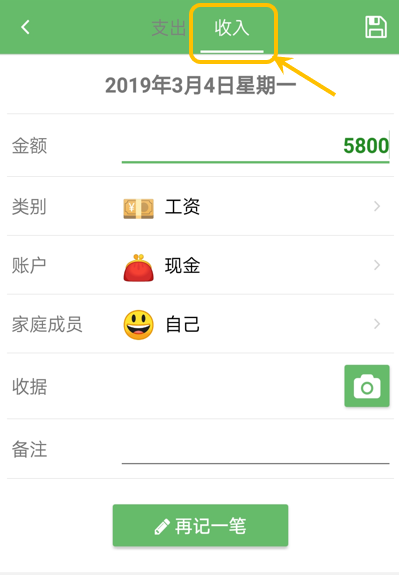 支出 收入
2019年3月4日星期一
金额 5800
类别 工资
账户 现金
家庭成员 自己
收据
备注
再记一笔